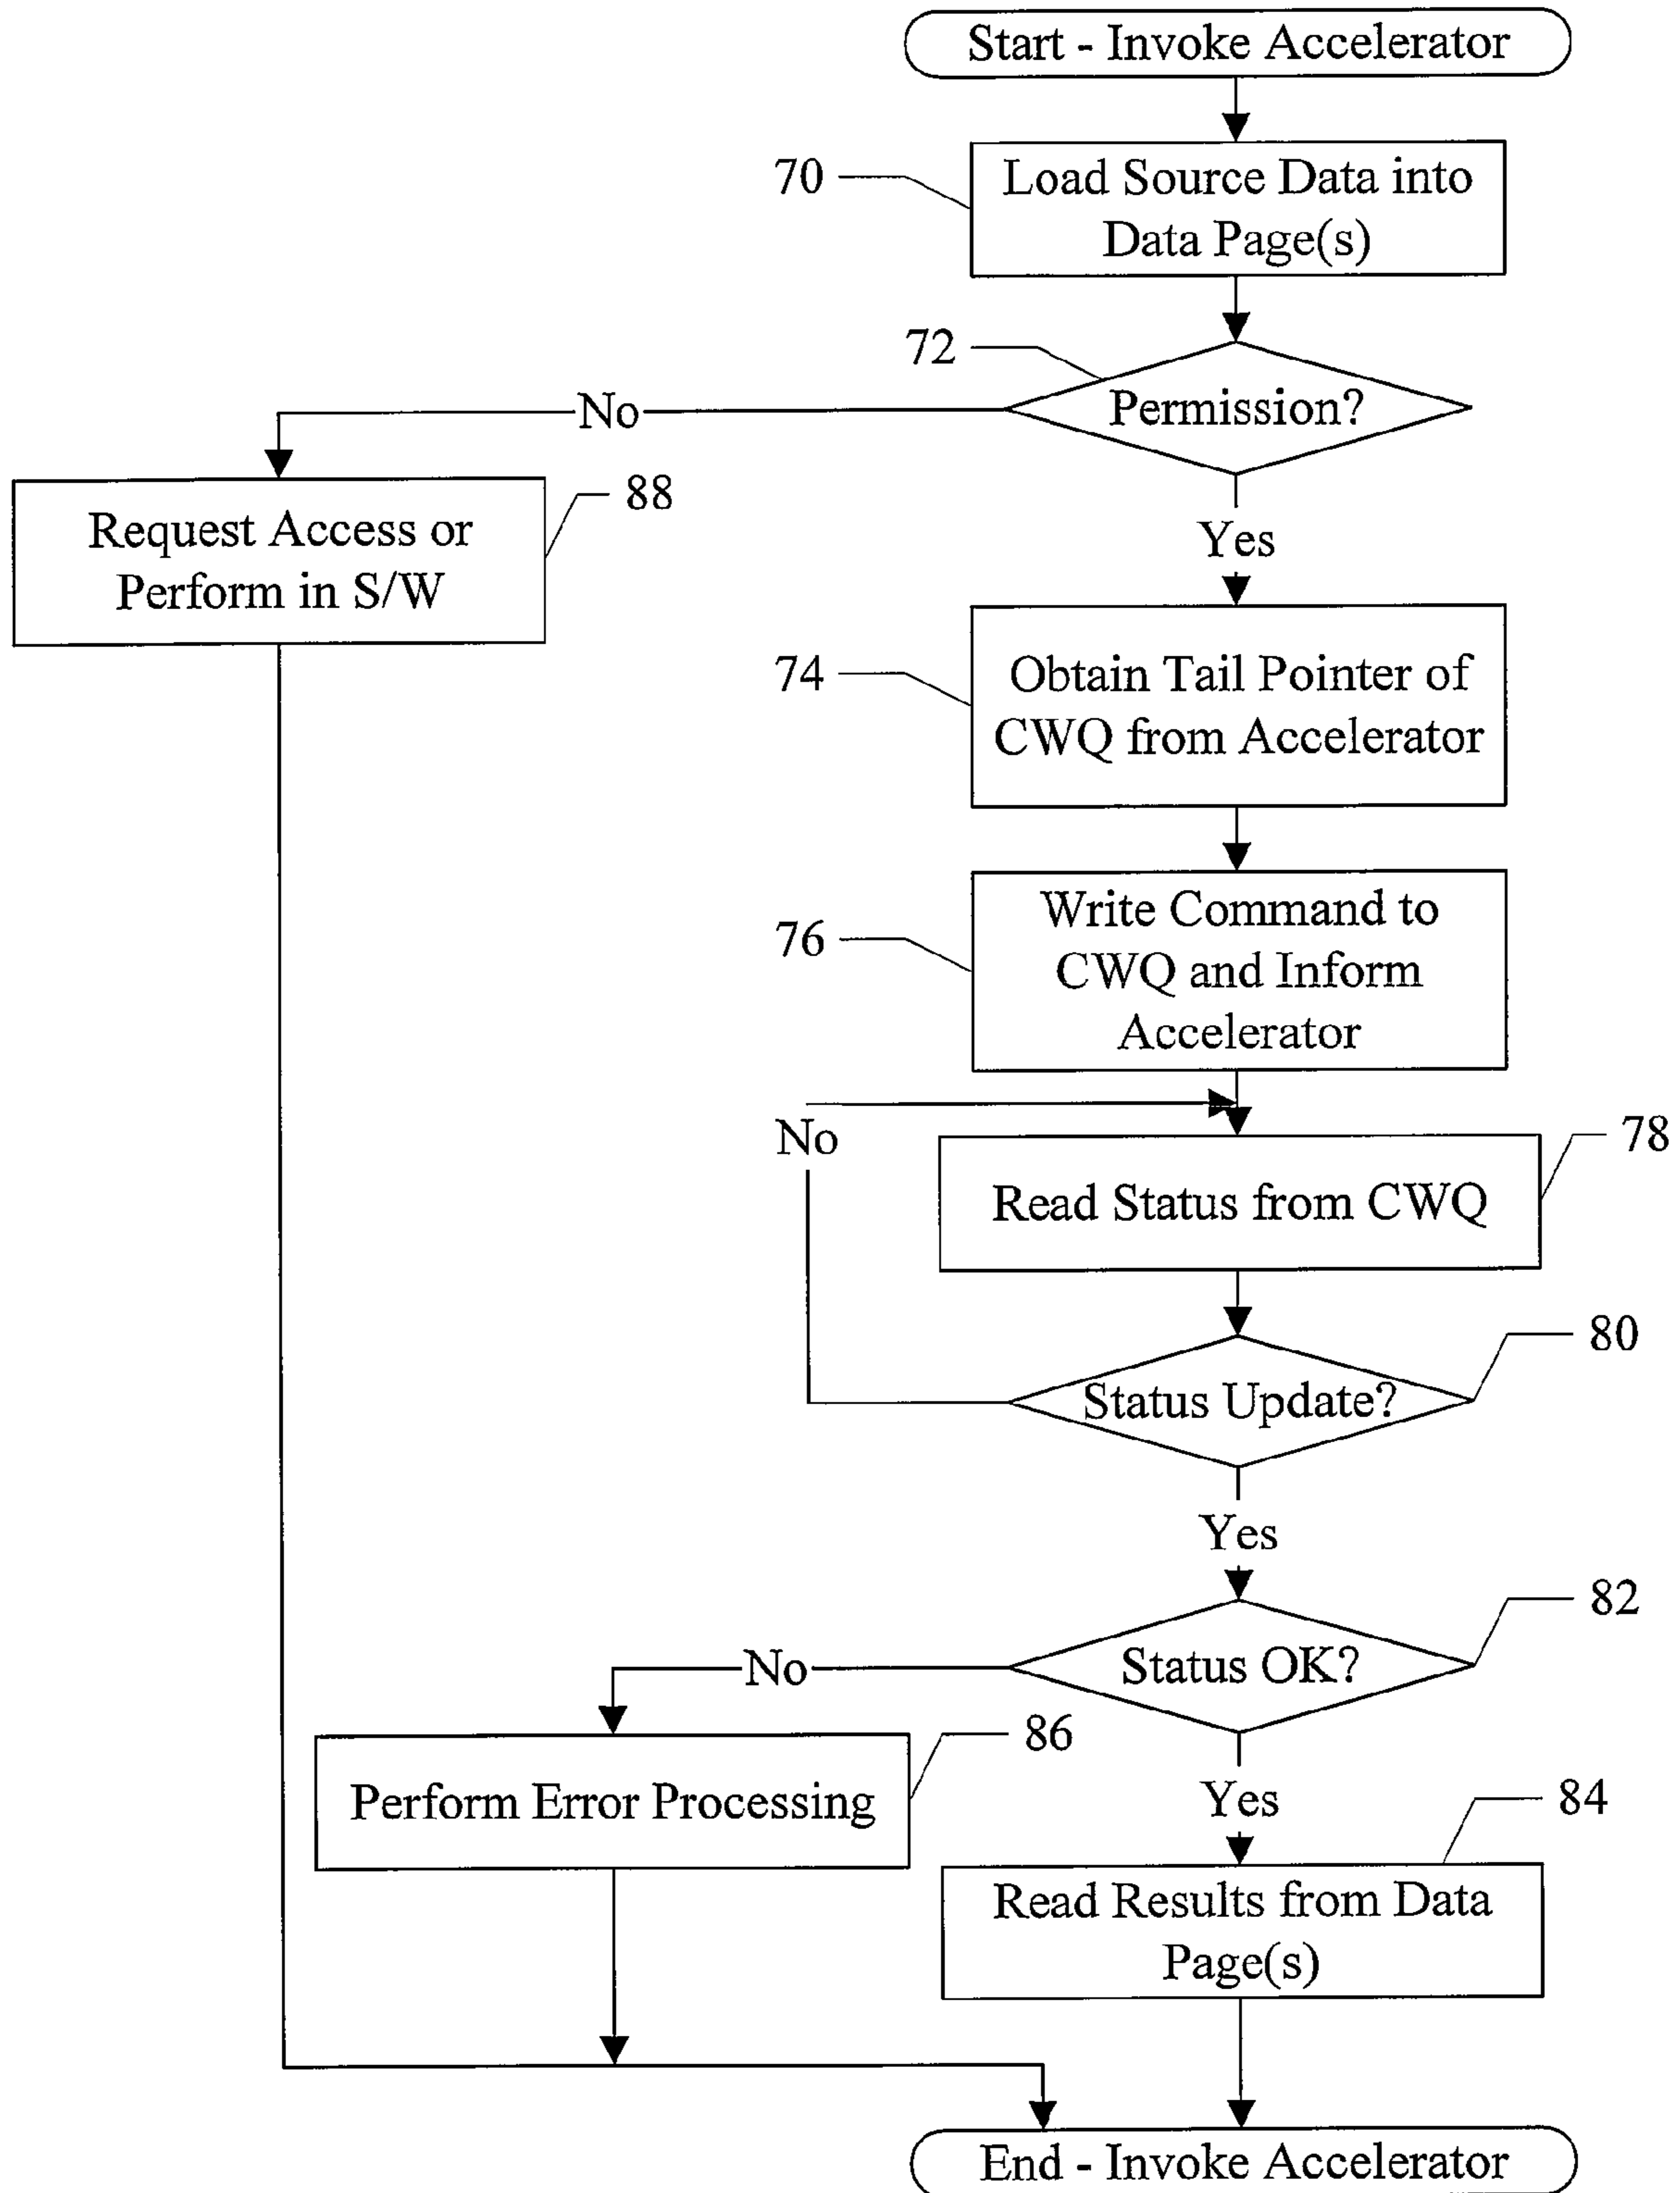 Start - Invoke Accelerator
70
Load Source Data into
Data Page(s)
72
Permission?
No
88
Request Access or
Perform in S/W
Yes
74
Obtain Tail Pointer of
CWQ from Accelerator
76
Write Command to
CWQ and Inform
Accelerator
No
78
Read Status from CWQ
80
Status Update?
Yes
82
Status OK?
No
86
Perform Error Processing
Yes
84
Read Results from Data
Page(s)
End - Invoke Accelerator